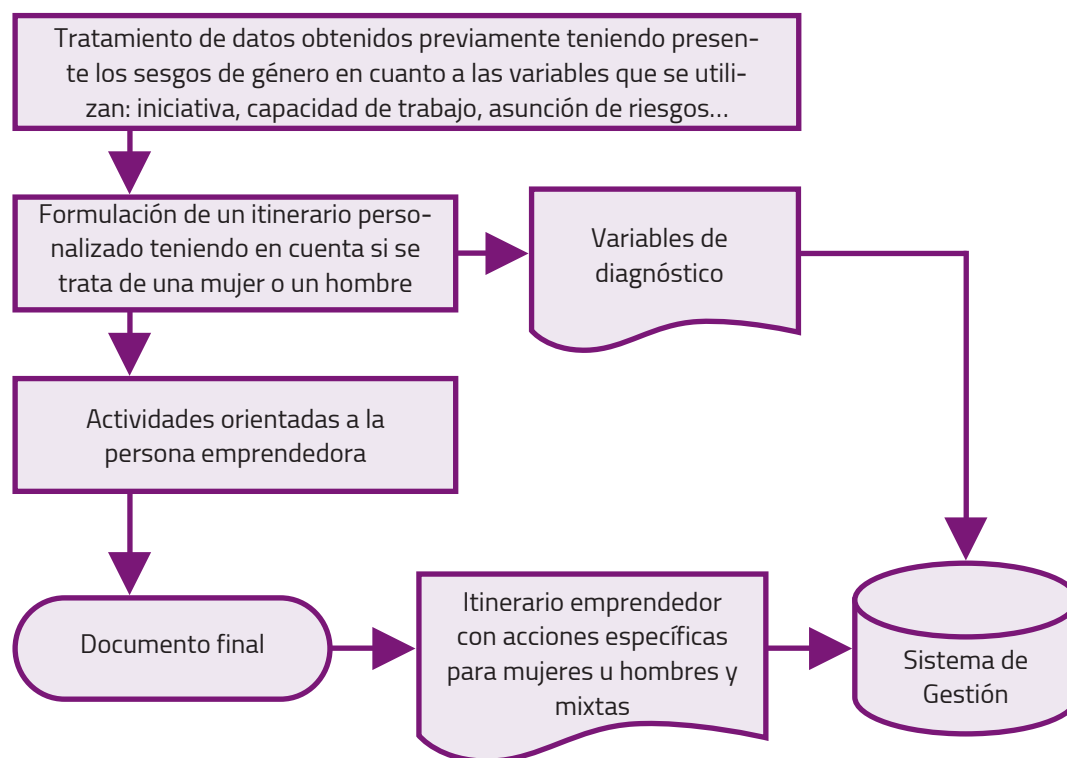 Tratamiento de datos obtenidos previamente teniendo presen-
te los sesgos de género en cuanto a las variables que se utili-
zan: iniciativa, capacidad de trabajo, asunción de riesgos...
Formulación de un itinerario perso-
nalizado teniendo en cuenta si se
trata de una mujer o un hombre
Variables de
diagnóstico
Actividades orientadas a la
persona emprendedora
Documento final
Itinerario emprendedor
con acciones específicas
para mujeres u hombres y
mixtas
Sistema de
Gestión